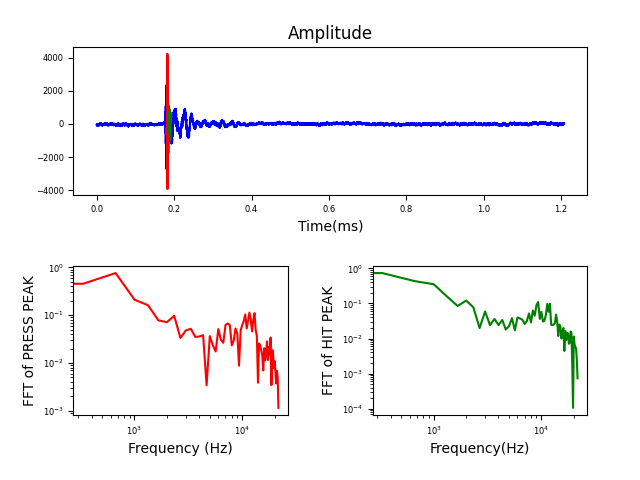 Amplitude
4000
2000
0
−2000
−4000
0.0 0.2 0.4 0.6 0.8 1.0 1.2
Time(ms)
FFT of PRESS PEAK
10⁰
10⁻¹
10⁻²
10⁻³
10³ 10⁴
Frequency (Hz)
FFT of HIT PEAK
10⁰
10⁻¹
10⁻²
10⁻³
10⁻⁴
10³ 10⁴
Frequency(Hz)